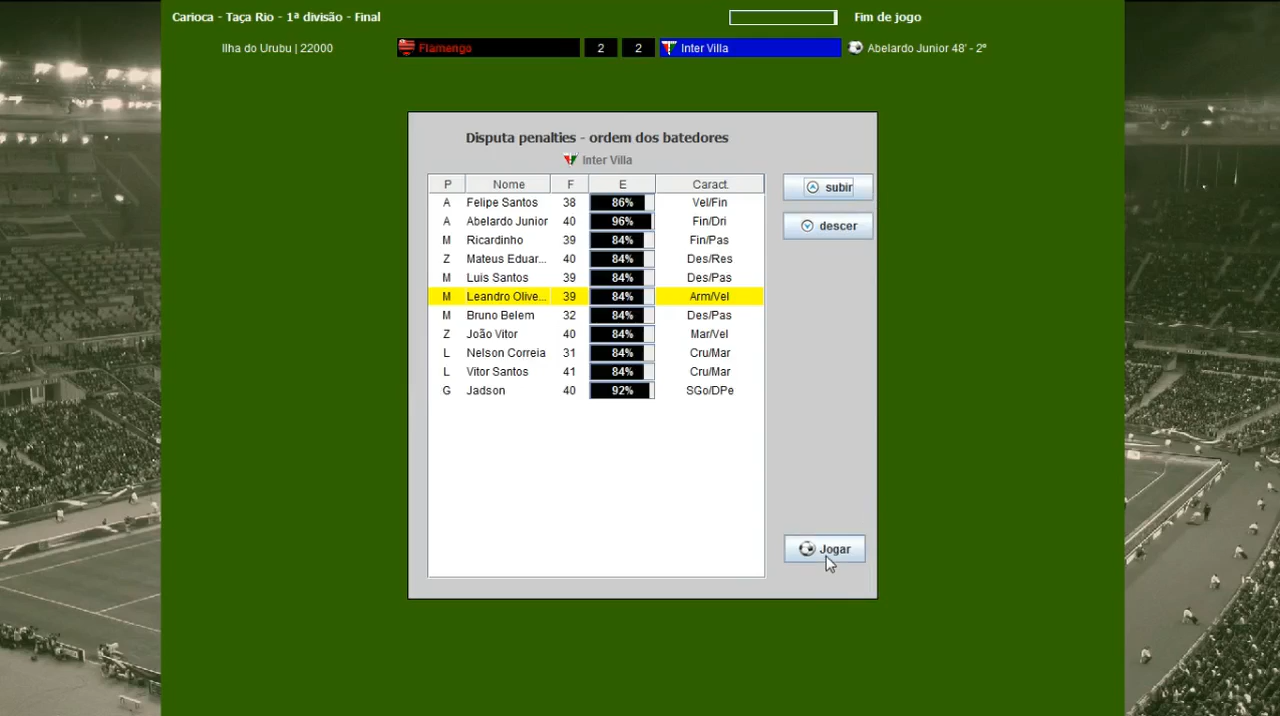 Carioca - Taça Rio - 1ª divisão - Final
Fim de jogo
Ilha do Urubu | 22000 Flamengo 2 2 Inter Villa Abelardo Junior 48' - 2º
Disputa penalties - ordem dos batedores
Inter Villa
P Nome F E Caract.
A Felipe Santos 38 86% Vel/Fin
A Abelardo Junior 40 96% Fin/Dri
M Ricardinho 39 84% Fin/Pas
Z Mateus Eduar... 40 84% Des/Res
M Luis Santos 39 84% Des/Pas
M Leandro Olive... 39 84% Arm/Vel
M Bruno Belem 32 84% Des/Pas
Z João Vitor 40 84% Mar/Vel
L Nelson Correia 31 84% Cru/Mar
L Vitor Santos 41 84% Cru/Mar
G Jadson 40 92% SGo/DPe
subir
descer
Jogar